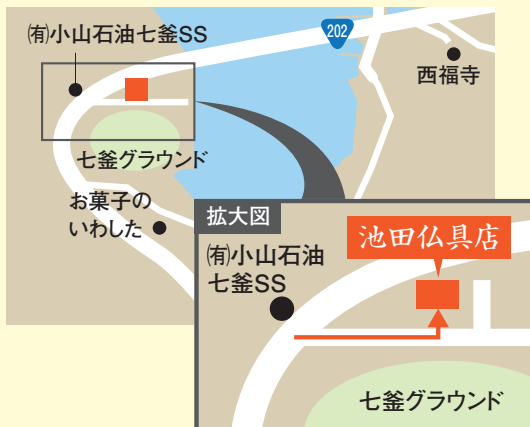 ㈲小山石油七釜SS
202
西福寺
七釜グラウンド
お菓子の
いわした
拡大図
㈲小山石油
七釜SS
池田仏具店
七釜グラウンド